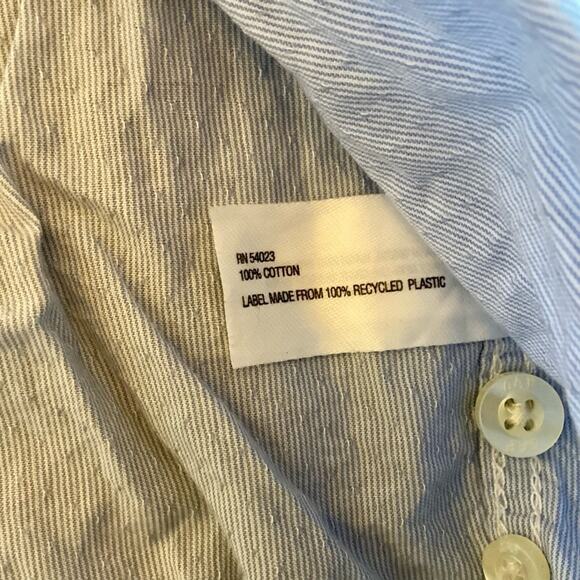 RN 54023
100% COTTON
LABEL MADE FROM 100% RECYCLED PLASTIC